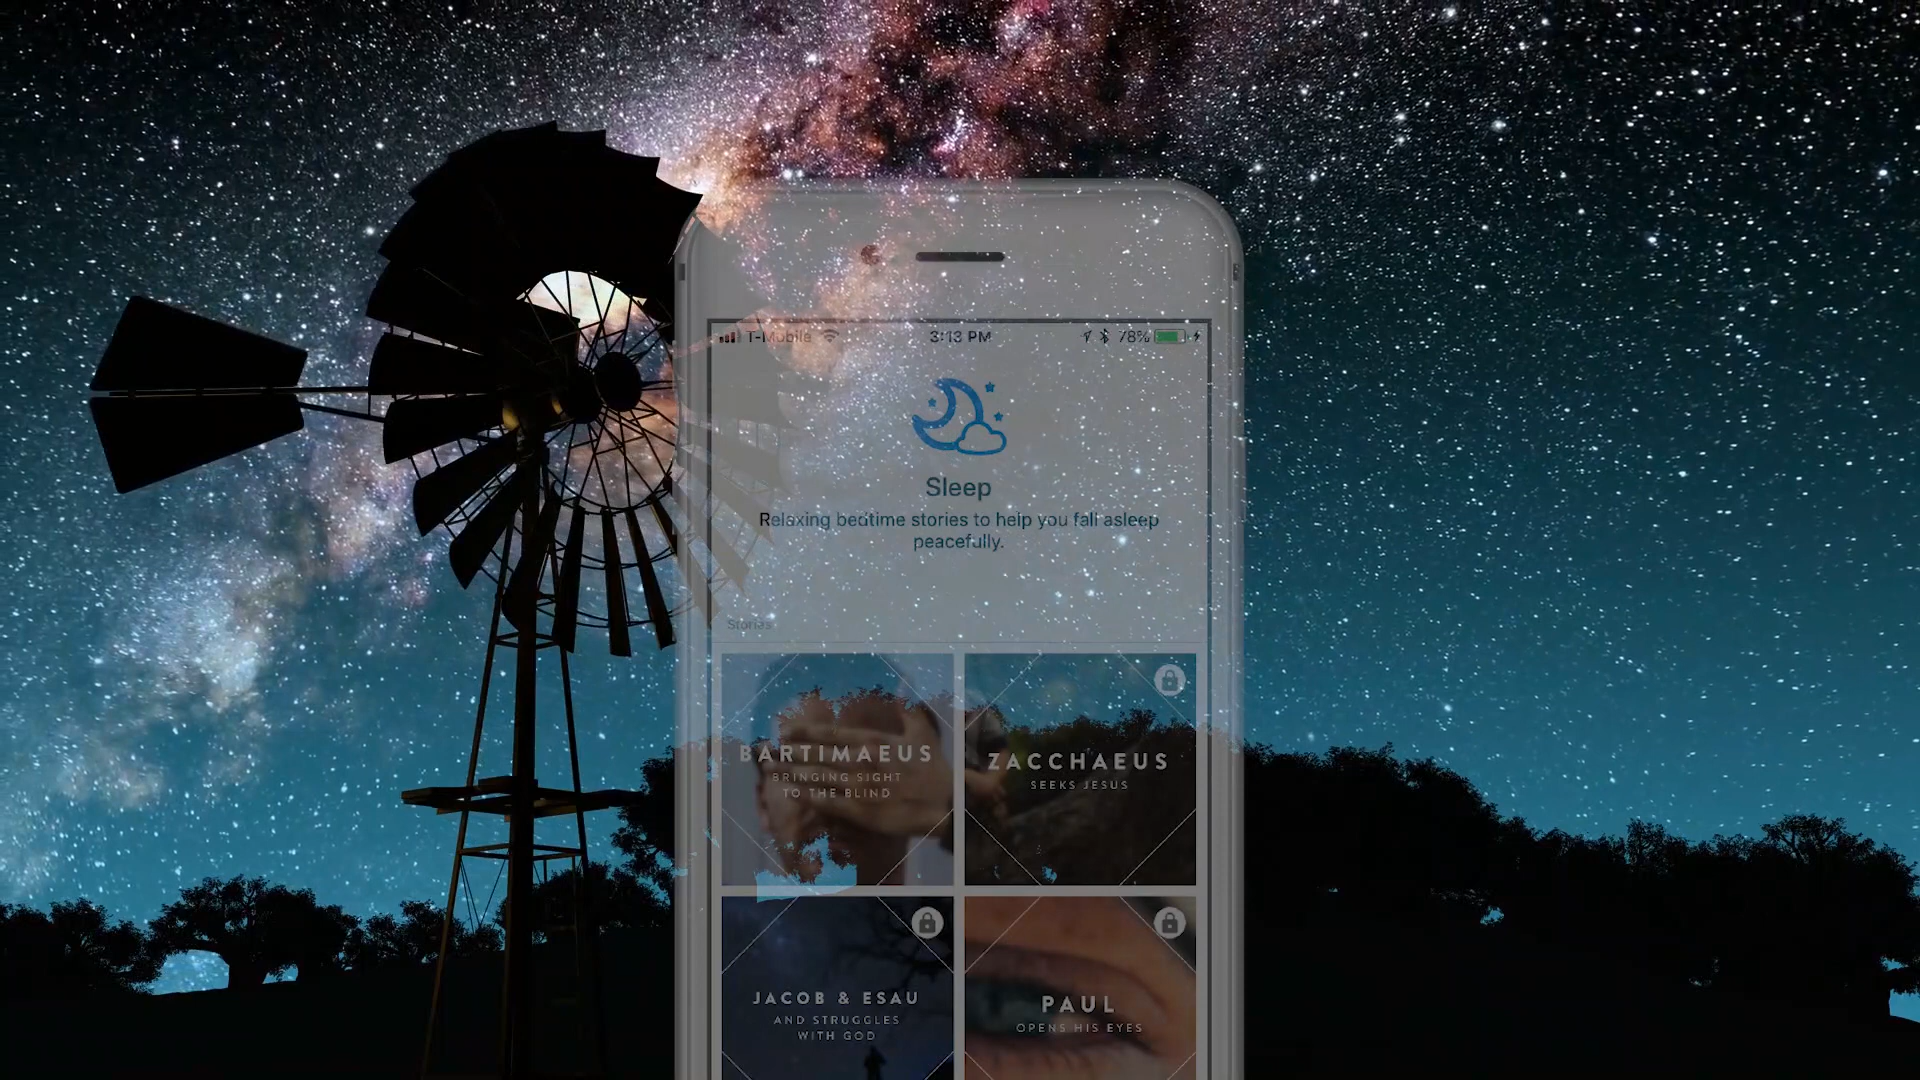 T-Mobile 3:13 PM 78%
Sleep
Relaxing bedtime stories to help you fall asleep
peacefully.
Stories
BARTIMAEUS
BRINGING SIGHT
TO THE BLIND
ZACCHAEUS
SEEKS JESUS
JACOB & ESAU
AND STRUGGLES
WITH GOD
PAUL
OPENS HIS EYES